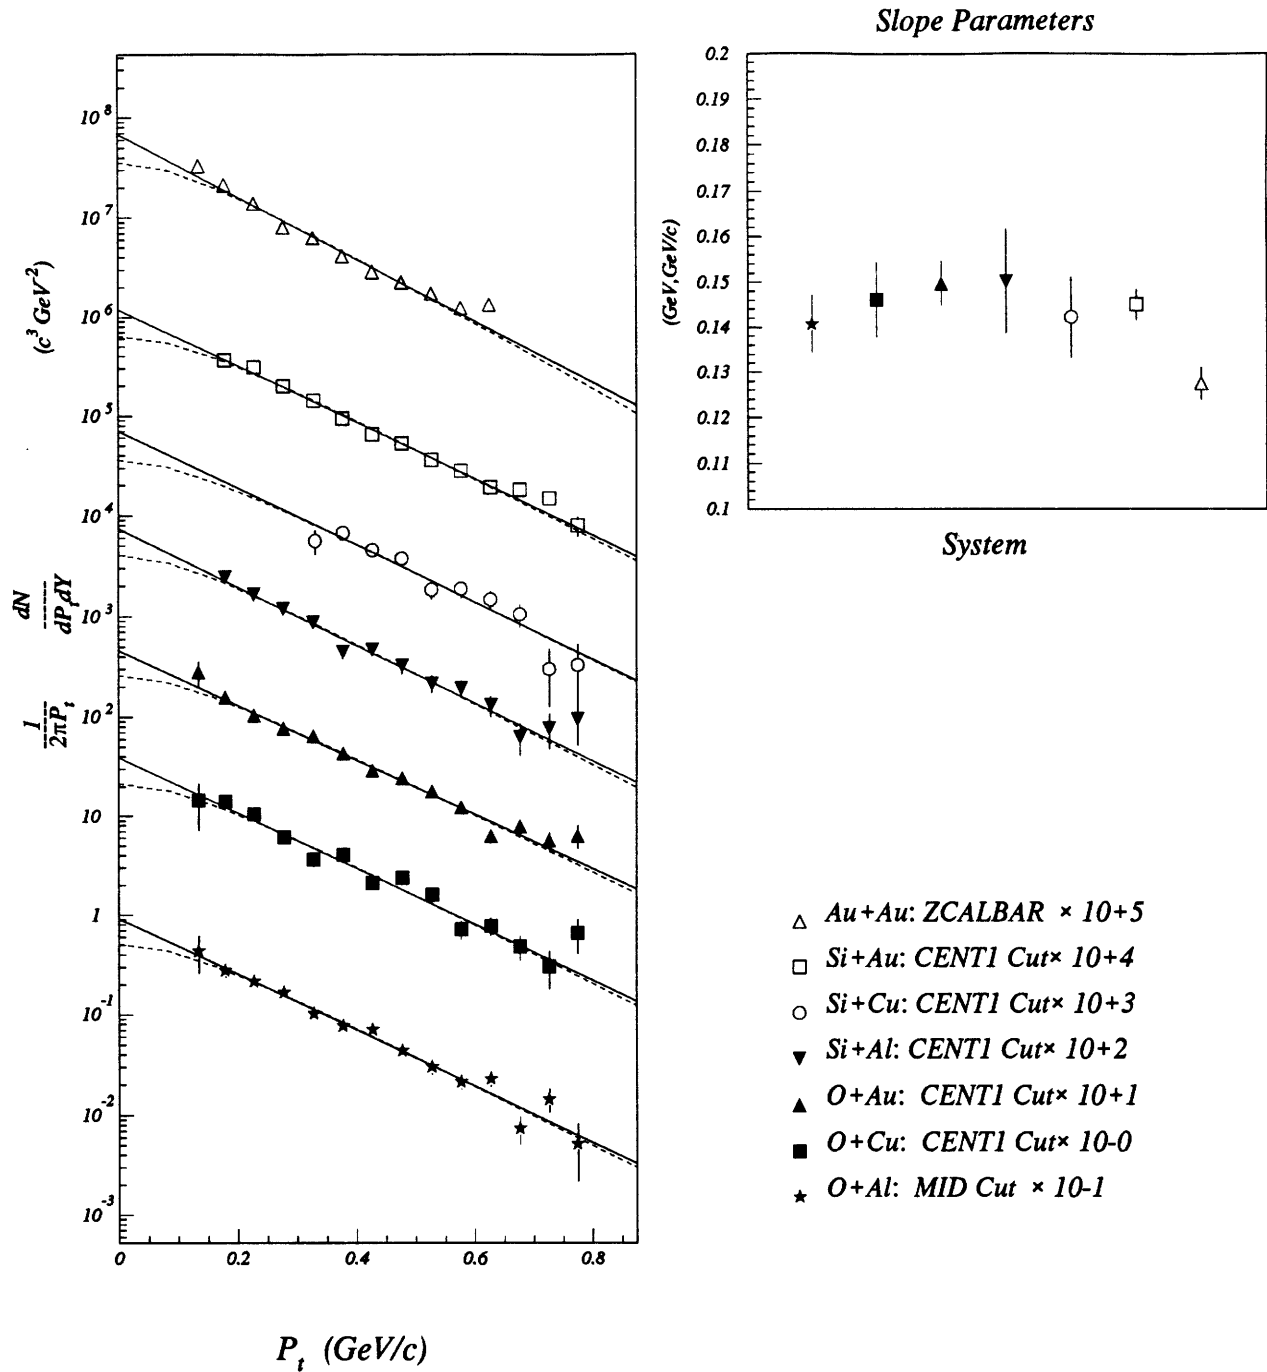 Slope Parameters
10^8
10^7
10^6
10^5
10^4
10^3
10^2
10
1
10^-1
10^-2
10^-3
(c^3 GeV^-2)
dN
dP_t dY
1
2πP_t
0 0.2 0.4 0.6 0.8
P_t (GeV/c)
0.2
0.19
0.18
0.17
0.16
0.15
0.14
0.13
0.12
0.11
0.1
(GeV,GeV/c)
System
Au+Au: ZCALBAR × 10+5
Si+Au: CENT1 Cut× 10+4
Si+Cu: CENT1 Cut× 10+3
Si+Al: CENT1 Cut× 10+2
O+Au: CENT1 Cut× 10+1
O+Cu: CENT1 Cut× 10-0
O+Al: MID Cut × 10-1